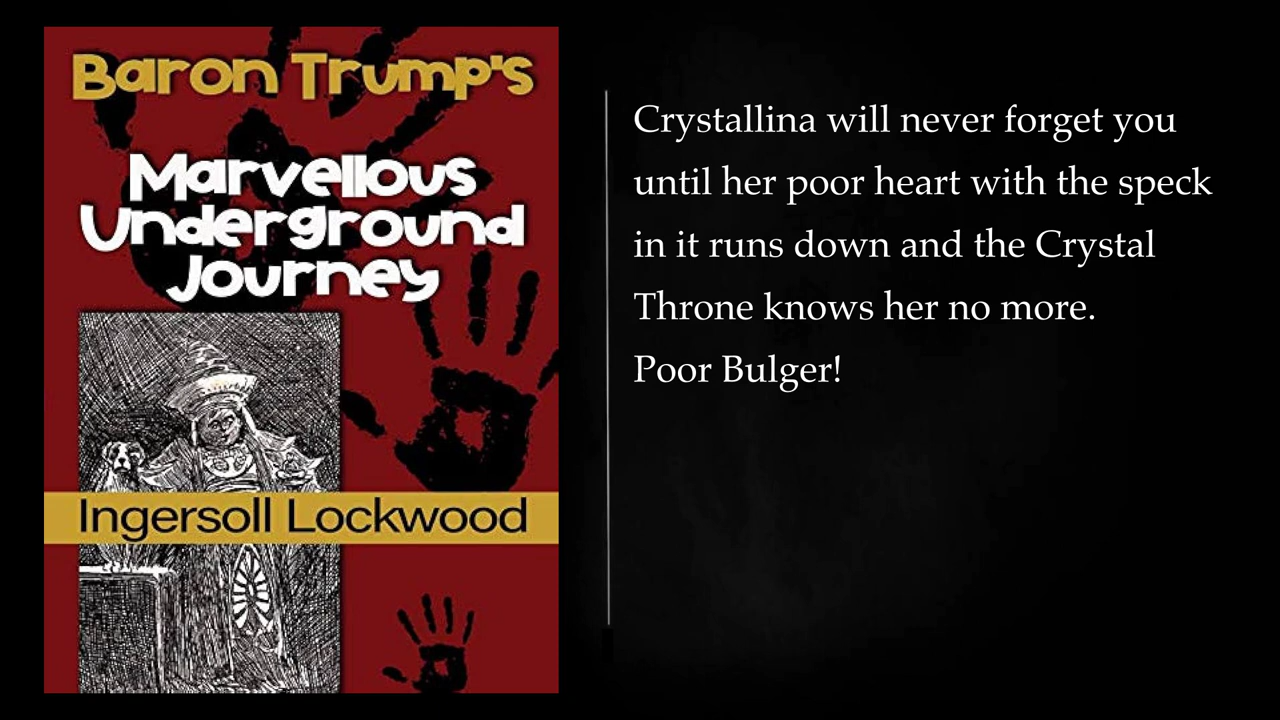 Baron Trump's
Marvellous
Underground
Journey
Ingersoll Lockwood
Crystallina will never forget you
until her poor heart with the speck
in it runs down and the Crystal
Throne knows her no more.
Poor Bulger!